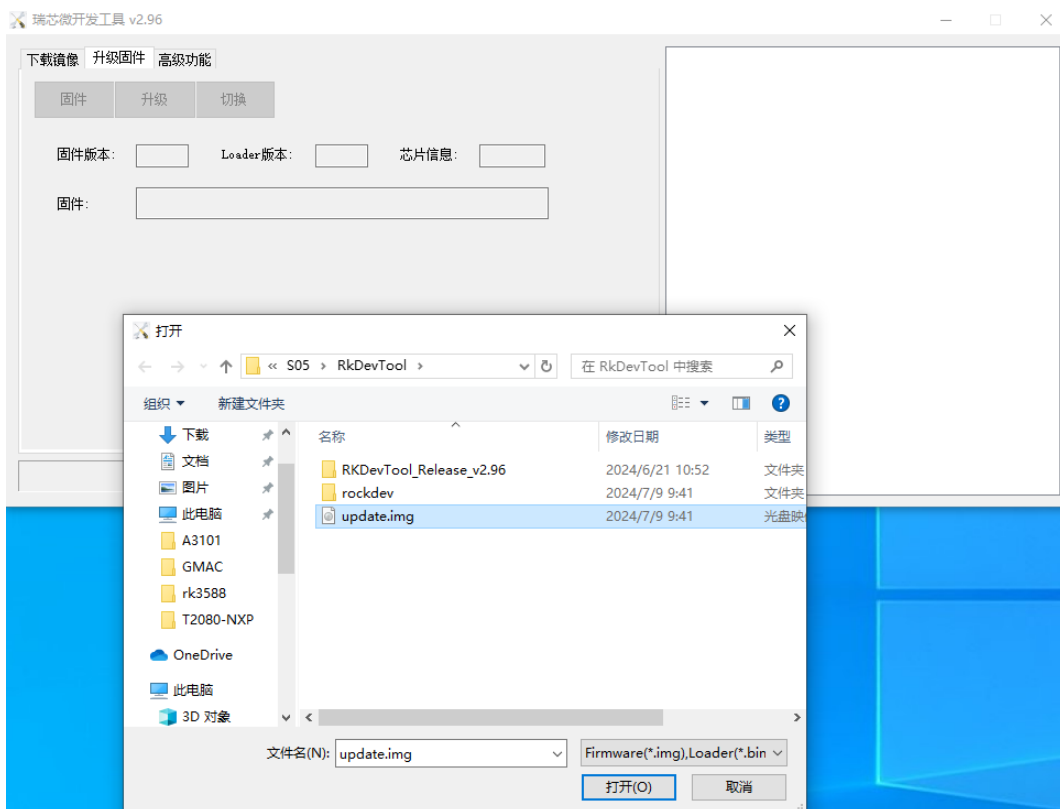 瑞芯微开发工具 v2.96
下载镜像 升级固件 高级功能
固件 升级 切换
固件版本: Loader版本: 芯片信息:
固件:
打开
« S05 › RkDevTool ›
在 RkDevTool 中搜索
组织 新建文件夹
下载
文档
图片
此电脑
A3101
GMAC
rk3588
T2080-NXP
OneDrive
此电脑
3D 对象
名称 修改日期 类型
RKDevTool_Release_v2.96 2024/6/21 10:52 文件夹
rockdev 2024/7/9 9:41 文件夹
update.img 2024/7/9 9:41 光盘映
文件名(N): update.img Firmware(*.img),Loader(*.bin
打开(O) 取消